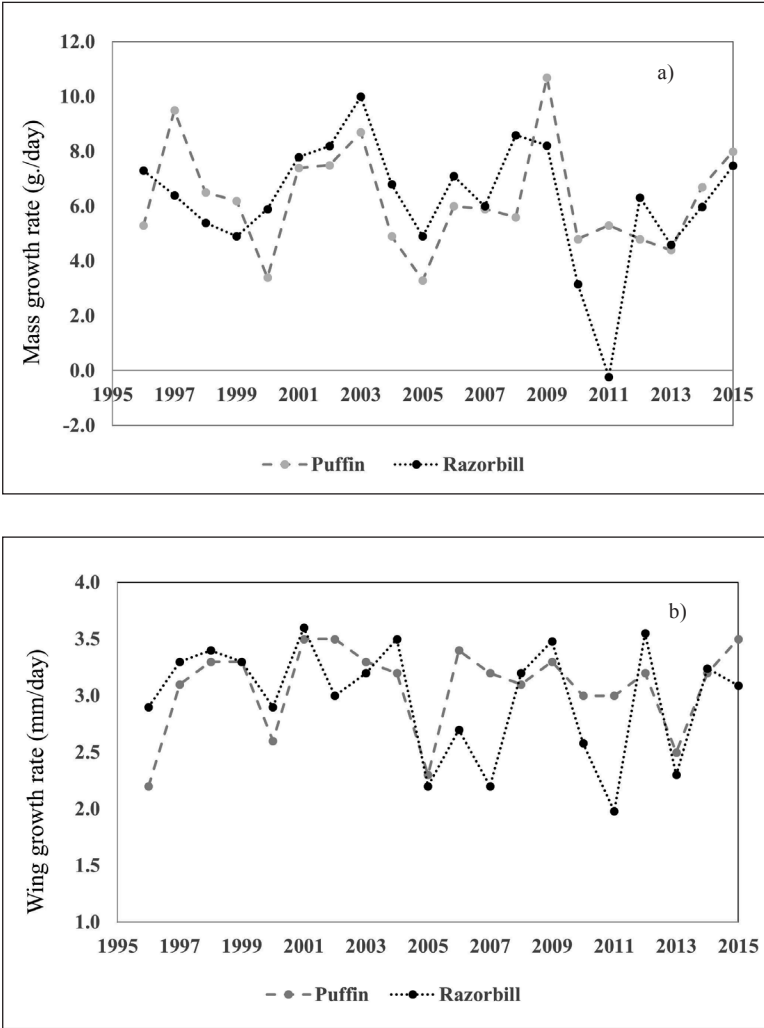 12.0
a)
10.0
8.0
6.0
4.0
2.0
0.0
1995 1997 1999 2001 2003 2005 2007 2009 2011 2013 2015
-2.0
Mass growth rate (g./day)
Puffin Razorbill
4.0
b)
3.5
3.0
2.5
2.0
1.5
1.0
1995 1997 1999 2001 2003 2005 2007 2009 2011 2013 2015
Wing growth rate (mm/day)
Puffin Razorbill